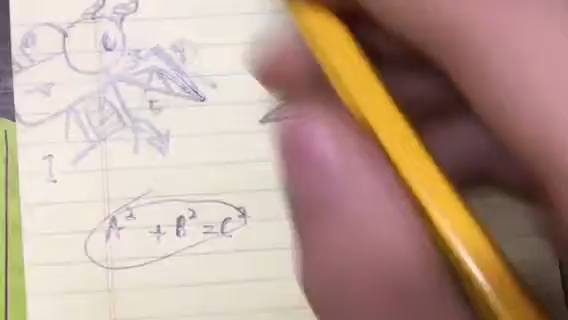 A² + B² = C²